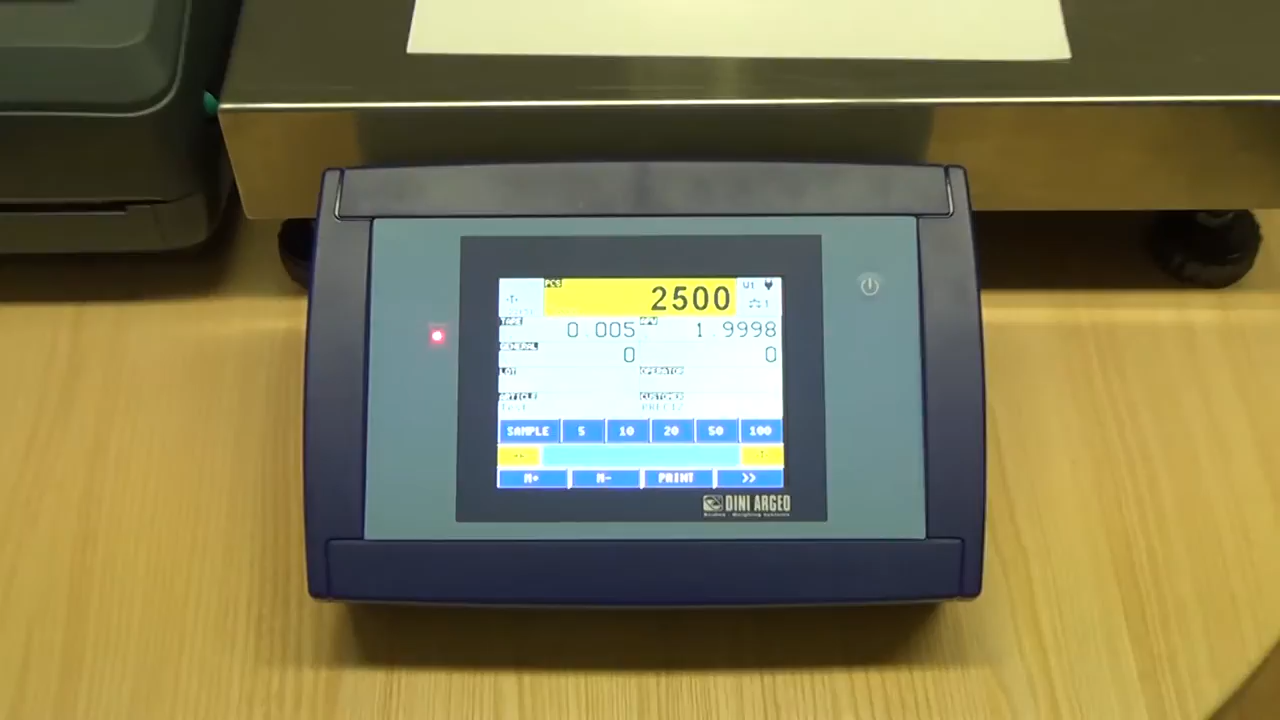 PCS 2500 W1
TARE 0.005 APW 1.9998
GENERAL 0 0
LOT OPERATOR
ARTICLE CUSTOMER
SAMPLE 5 10 20 50 100
M+ M- PRINT >>
DINI ARGEO